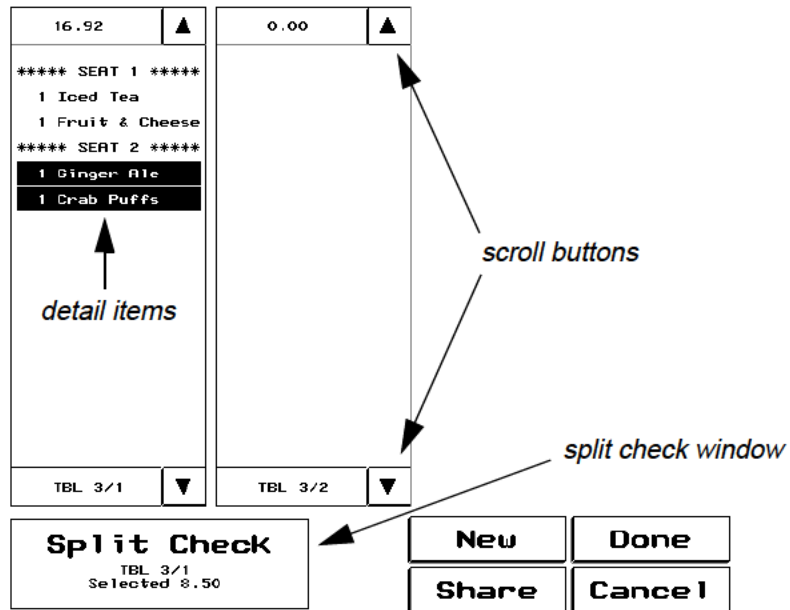 16.92
0.00
***** SEAT 1 *****
1 Iced Tea
1 Fruit & Cheese
***** SEAT 2 *****
1 Ginger Ale
1 Crab Puffs
scroll buttons
detail items
split check window
TBL 3/1
TBL 3/2
Split Check
TBL 3/1
Selected 8.50
New
Done
Share
Cancel